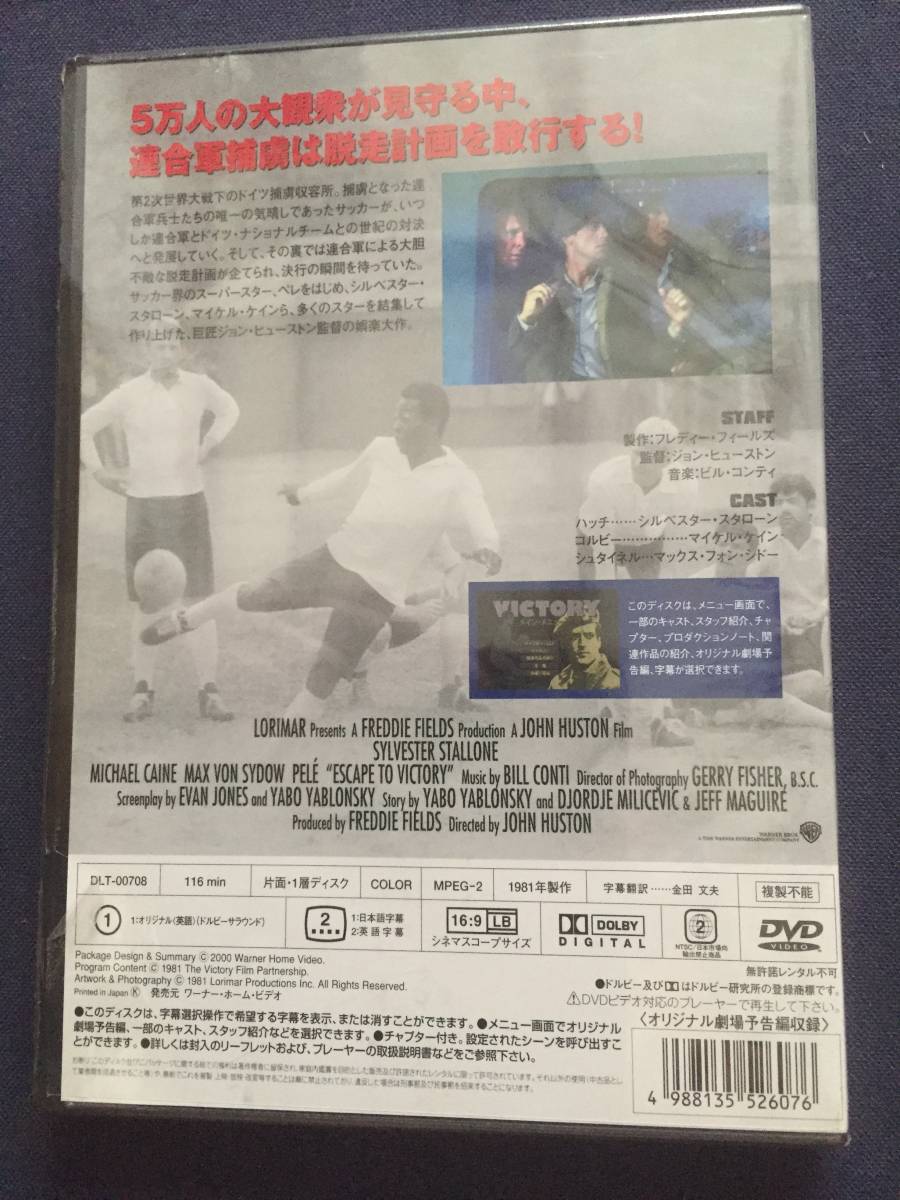 5万人の大観衆が見守る中、
連合軍捕虜は脱走計画を敢行する!
第2次世界大戦下のドイツ捕虜収容所。捕虜となった連
合軍兵士たちの唯一の気晴しであったサッカーが、いつ
しか連合軍とドイツ・ナショナルチームとの世紀の対決
へと発展していく。そして、その裏では連合軍による大胆
不敵な脱走計画が企てられ、決行の瞬間を待っていた。
サッカー界のスーパースター、ペレをはじめ、シルベスター・
スタローン、マイケル・ケインら、多くのスターを結集して
作り上げた、巨匠ジョン・ヒューストン監督の娯楽大作。
STAFF
製作:フレディー・フィールズ
監督:ジョン・ヒューストン
音楽:ビル・コンティ
CAST
ハッチ……シルベスター・スタローン
コルビー……………マイケル・ケイン
シュタイネル…マックス・フォン・シドー
VICTORY
メイン・メニュー
このディスクは、メニュー画面で、
一部のキャスト、スタッフ紹介、チャ
プター、プロダクションノート、関
連作品の紹介、オリジナル劇場予
告編、字幕が選択できます。
LORIMAR Presents A FREDDIE FIELDS Production A JOHN HUSTON Film
SYLVESTER STALLONE
MICHAEL CAINE MAX VON SYDOW PELÉ "ESCAPE TO VICTORY" Music by BILL CONTI Director of Photography GERRY FISHER, B.S.C.
Screenplay by EVAN JONES and YABO YABLONSKY Story by YABO YABLONSKY and DJORDJE MILICEVIC & JEFF MAGUIRE
Produced by FREDDIE FIELDS Directed by JOHN HUSTON
WARNER BROS
DLT-00708 116 min 片面・1層ディスク COLOR MPEG-2 1981年製作 字幕翻訳……金田 文夫 複製不能
1 1:オリジナル(英語)(ドルビーサラウンド) 2 1:日本語字幕 2:英語字幕 16:9 LB シネマスコープサイズ DOLBY DIGITAL 2 NTSC/日本市場向 輸出禁止商品 DVD VIDEO
Package Design & Summary © 2000 Warner Home Video.
Program Content © 1981 The Victory Film Partnership.
Artwork & Photography © 1981 Lorimar Productions Inc. All Rights Reserved.
Printed in Japan Ⓚ 発売元 ワーナー・ホーム・ビデオ
無許諾レンタル不可
●ドルビー及びDDはドルビー研究所の登録商標です。
⚠DVDビデオ対応のプレーヤーで再生して下さい。
〈オリジナル劇場予告編収録〉
●このディスクは、字幕選択操作で希望する字幕を表示、または消すことができます。●メニュー画面でオリジナル
劇場予告編、一部のキャスト、スタッフ紹介などを選択できます。●チャプター付き。設定されたシーンを呼び出すこ
とができます。●詳しくは封入のリーフレットおよび、プレーヤーの取扱説明書などをご参照下さい。
4 988135 526076